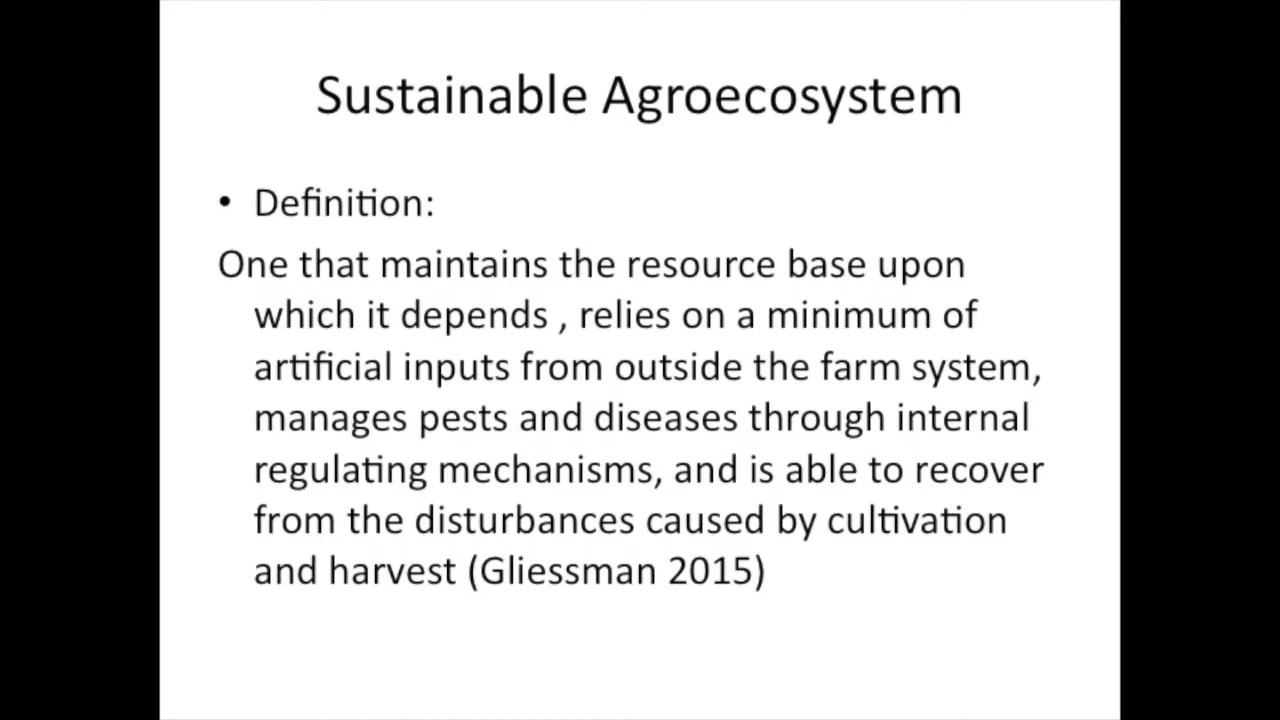 Sustainable Agroecosystem
• Definition:
One that maintains the resource base upon
which it depends , relies on a minimum of
artificial inputs from outside the farm system,
manages pests and diseases through internal
regulating mechanisms, and is able to recover
from the disturbances caused by cultivation
and harvest (Gliessman 2015)